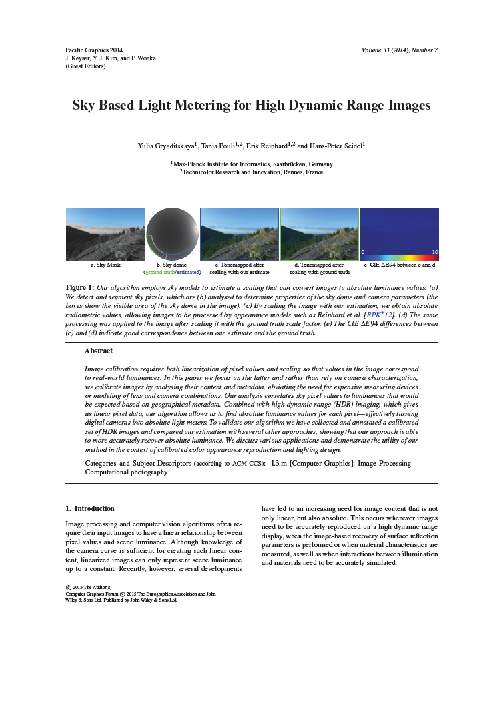 Pacific Graphics 2014
J. Keyser, Y. J. Kim, and P. Wonka
(Guest Editors)
Volume 33 (2014), Number 7
Sky Based Light Metering for High Dynamic Range Images
Yulia Gryaditskaya¹, Tania Pouli¹,², Erik Reinhard¹,² and Hans-Peter Seidel¹
¹Max-Planck Institute for Informatics, Saarbrücken, Germany
²Technicolor Research and Innovation, Rennes, France
0
10
a. Sky Mask
b. Sky dome
(ground truth/estimated)
c. Tonemapped after
scaling with our estimate
d. Tonemapped after
scaling with ground truth
e. CIE ΔE94 between c and d
Figure 1: Our algorithm employs sky models to estimate a scaling that can convert images to absolute luminance values. (a)
We detect and segment sky pixels, which are (b) analysed to determine properties of the sky dome and camera parameters (the
boxes show the visible area of the sky dome in the image). (c) By scaling the image with our estimation, we obtain absolute
radiometric values, allowing images to be processed by appearance models such as Reinhard et al. [RPK*12]. (d) The same
processing was applied to the image after scaling it with the ground truth scale factor. (e) The CIE ΔE94 differences between
(c) and (d) indicate good correspondence between our estimate and the ground truth.
Abstract
Image calibration requires both linearization of pixel values and scaling so that values in the image correspond
to real-world luminances. In this paper we focus on the latter and rather than rely on camera characterization,
we calibrate images by analysing their content and metadata, obviating the need for expensive measuring devices
or modeling of lens and camera combinations. Our analysis correlates sky pixel values to luminances that would
be expected based on geographical metadata. Combined with high dynamic range (HDR) imaging, which gives
us linear pixel data, our algorithm allows us to find absolute luminance values for each pixel—effectively turning
digital cameras into absolute light meters. To validate our algorithm we have collected and annotated a calibrated
set of HDR images and compared our estimation with several other approaches, showing that our approach is able
to more accurately recover absolute luminance. We discuss various applications and demonstrate the utility of our
method in the context of calibrated color appearance reproduction and lighting design.
Categories and Subject Descriptors (according to ACM CCS): I.3.m [Computer Graphics]: Image Processing—
Computational photography
1. Introduction
Image processing and computer vision algorithms often re-
quire their input images to have a linear relationship between
pixel values and scene luminance. Although knowledge of
the camera curve is sufficient for creating such linear con-
tent, linearized images can only represent scene luminance
up to a constant. Recently, however, several developments
have led to an increasing need for image content that is not
only linear, but also absolute. This occurs whenever images
need to be accurately reproduced on a high dynamic range
display, when the image-based recovery of surface reflection
parameters is performed or when material characteristics are
measured, as well as when interactions between illumination
and materials need to be accurately simulated.
Computer Graphics Forum © The Eurographics Association and John
Wiley & Sons Ltd. Published by John Wiley & Sons Ltd.